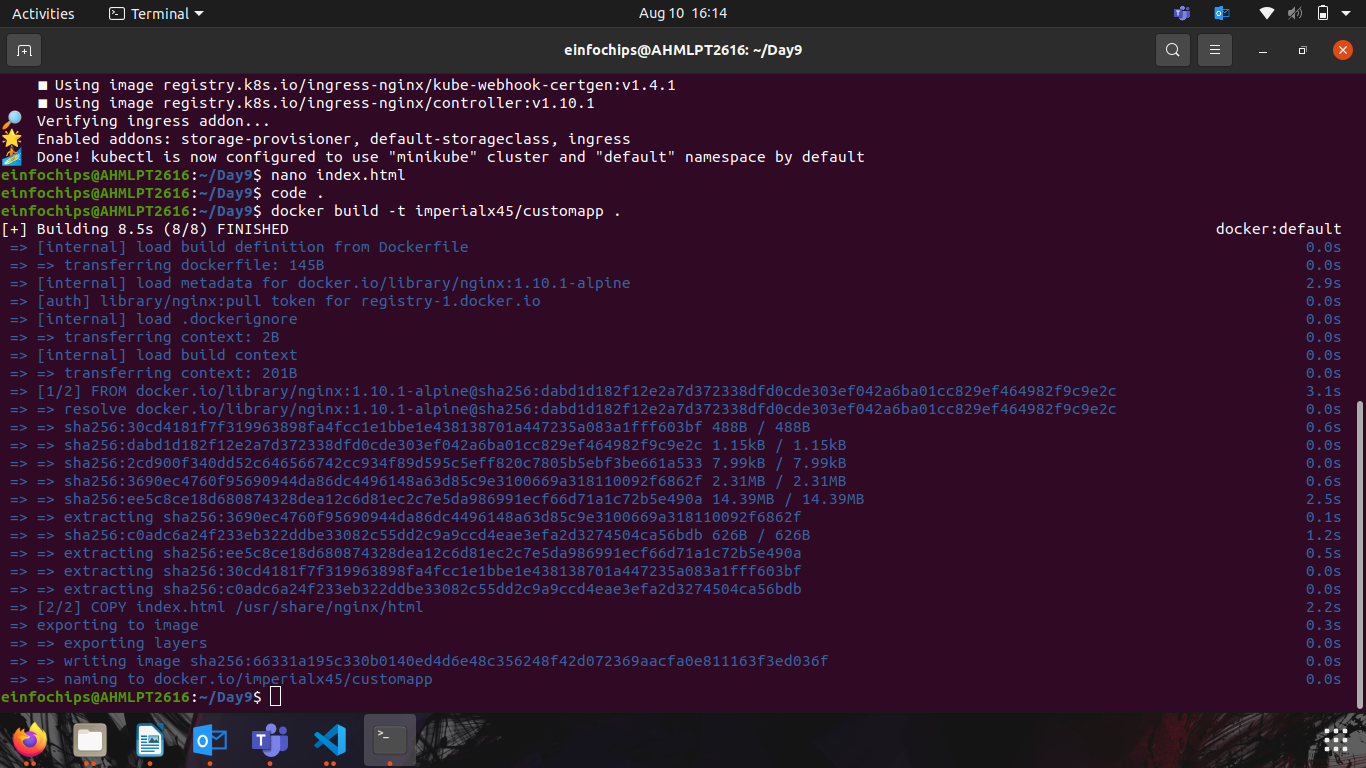 Activities
Terminal
Aug 10 16:14
einfochips@AHMLPT2616: ~/Day9
■ Using image registry.k8s.io/ingress-nginx/kube-webhook-certgen:v1.4.1
■ Using image registry.k8s.io/ingress-nginx/controller:v1.10.1
🔎 Verifying ingress addon...
🌟 Enabled addons: storage-provisioner, default-storageclass, ingress
🏄 Done! kubectl is now configured to use "minikube" cluster and "default" namespace by default
einfochips@AHMLPT2616:~/Day9$ nano index.html
einfochips@AHMLPT2616:~/Day9$ code .
einfochips@AHMLPT2616:~/Day9$ docker build -t imperialx45/customapp .
[+] Building 8.5s (8/8) FINISHED docker:default
=> [internal] load build definition from Dockerfile 0.0s
=> => transferring dockerfile: 145B 0.0s
=> [internal] load metadata for docker.io/library/nginx:1.10.1-alpine 2.9s
=> [auth] library/nginx:pull token for registry-1.docker.io 0.0s
=> [internal] load .dockerignore 0.0s
=> => transferring context: 2B 0.0s
=> [internal] load build context 0.0s
=> => transferring context: 201B 0.0s
=> [1/2] FROM docker.io/library/nginx:1.10.1-alpine@sha256:dabd1d182f12e2a7d372338dfd0cde303ef042a6ba01cc829ef464982f9c9e2c 3.1s
=> => resolve docker.io/library/nginx:1.10.1-alpine@sha256:dabd1d182f12e2a7d372338dfd0cde303ef042a6ba01cc829ef464982f9c9e2c 0.0s
=> => sha256:30cd4181f7f319963898fa4fcc1e1bbe1e438138701a447235a083a1fff603bf 488B / 488B 0.6s
=> => sha256:dabd1d182f12e2a7d372338dfd0cde303ef042a6ba01cc829ef464982f9c9e2c 1.15kB / 1.15kB 0.0s
=> => sha256:2cd900f340dd52c646566742cc934f89d595c5eff820c7805b5ebf3be661a533 7.99kB / 7.99kB 0.0s
=> => sha256:3690ec4760f95690944da86dc4496148a63d85c9e3100669a318110092f6862f 2.31MB / 2.31MB 0.6s
=> => sha256:ee5c8ce18d680874328dea12c6d81ec2c7e5da986991ecf66d71a1c72b5e490a 14.39MB / 14.39MB 2.5s
=> => extracting sha256:3690ec4760f95690944da86dc4496148a63d85c9e3100669a318110092f6862f 0.1s
=> => sha256:c0adc6a24f233eb322ddbe33082c55dd2c9a9ccd4eae3efa2d3274504ca56bdb 626B / 626B 1.2s
=> => extracting sha256:ee5c8ce18d680874328dea12c6d81ec2c7e5da986991ecf66d71a1c72b5e490a 0.5s
=> => extracting sha256:30cd4181f7f319963898fa4fcc1e1bbe1e438138701a447235a083a1fff603bf 0.0s
=> => extracting sha256:c0adc6a24f233eb322ddbe33082c55dd2c9a9ccd4eae3efa2d3274504ca56bdb 0.0s
=> [2/2] COPY index.html /usr/share/nginx/html 2.2s
=> exporting to image 0.3s
=> => exporting layers 0.0s
=> => writing image sha256:66331a195c330b0140ed4d6e48c356248f42d072369aacfa0e811163f3ed036f 0.0s
=> => naming to docker.io/imperialx45/customapp 0.0s
einfochips@AHMLPT2616:~/Day9$